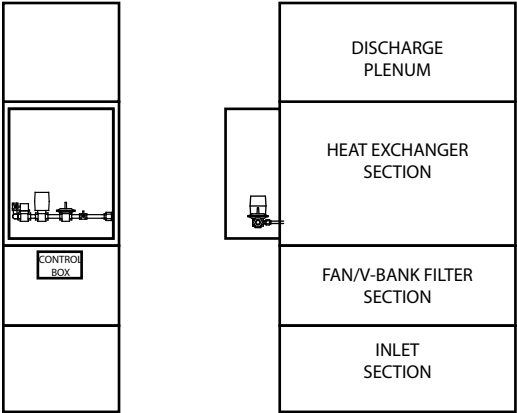 DISCHARGE
PLENUM
HEAT EXCHANGER
SECTION
CONTROL
BOX
FAN/V-BANK FILTER
SECTION
INLET
SECTION